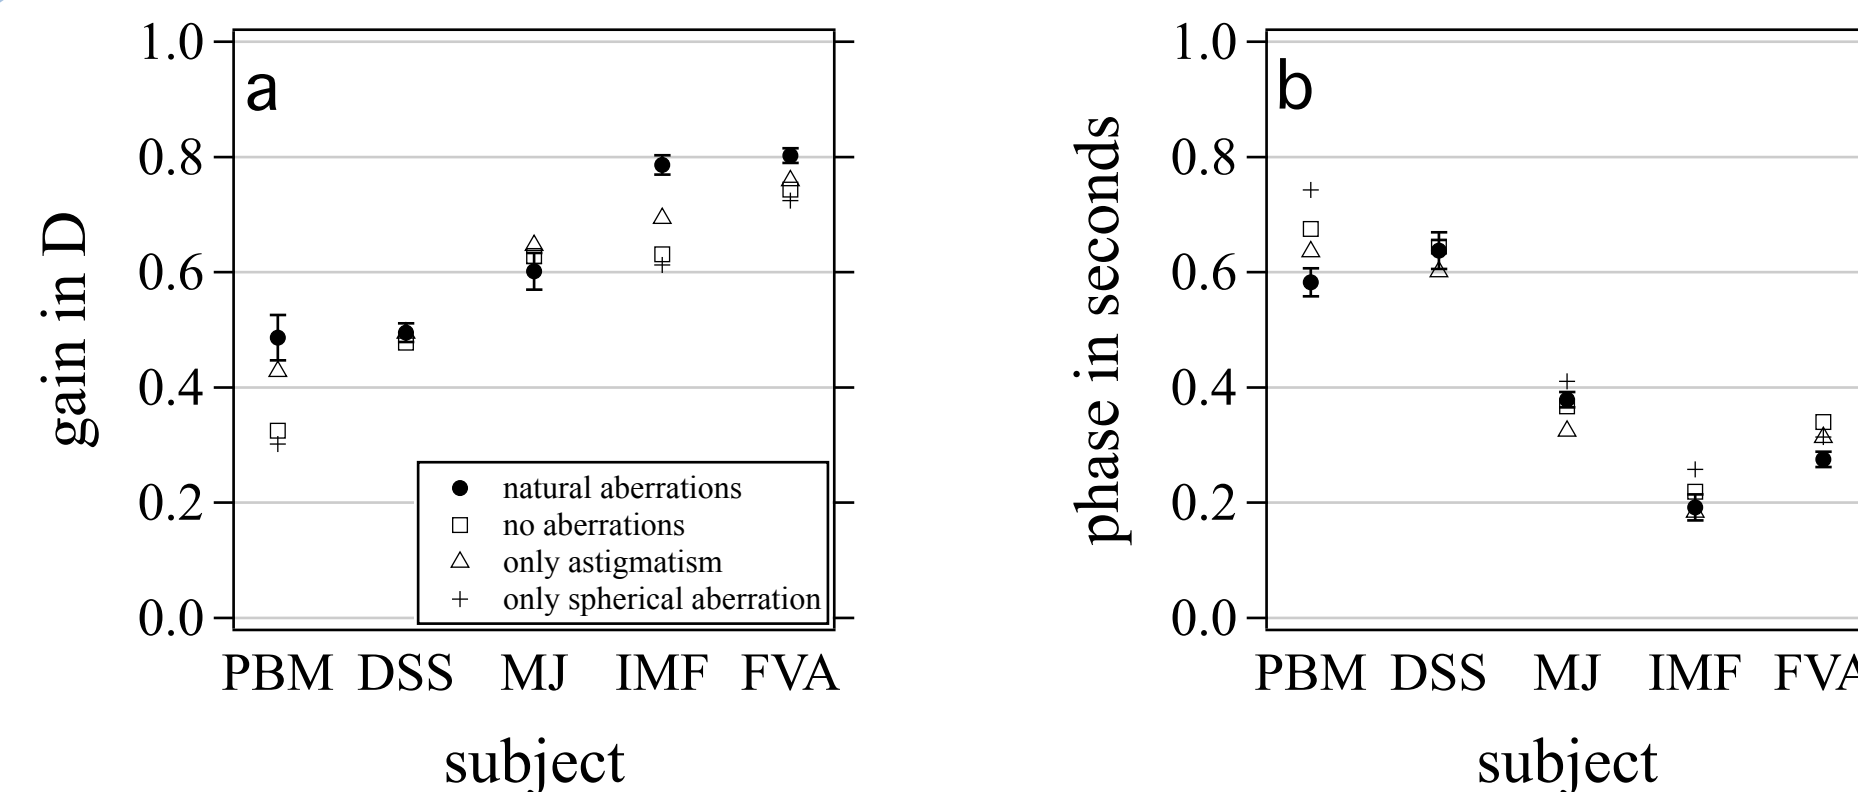 1.0
0.8
0.6
0.4
0.2
0.0
gain in D
a
natural aberrations
no aberrations
only astigmatism
only spherical aberration
PBM DSS MJ IMF FVA
subject
1.0
0.8
0.6
0.4
0.2
0.0
phase in seconds
b
PBM DSS MJ IMF FVA
subject